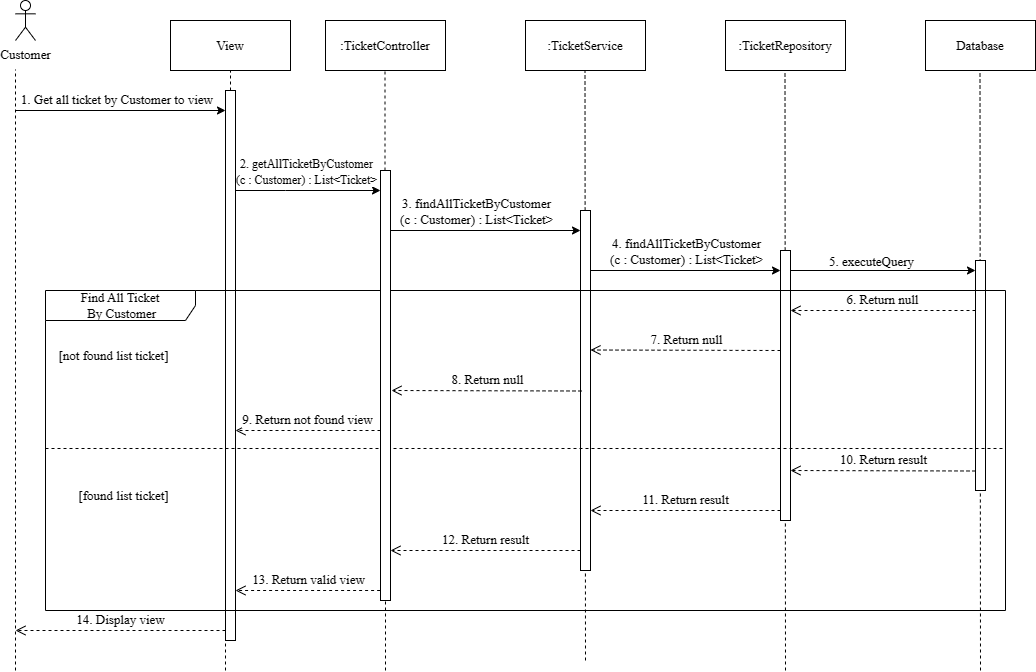 Customer
View
:TicketController
:TicketService
:TicketRepository
Database
1. Get all ticket by Customer to view
2. getAllTicketByCustomer
(c : Customer) : List<Ticket>
3. findAllTicketByCustomer
(c : Customer) : List<Ticket>
4. findAllTicketByCustomer
(c : Customer) : List<Ticket>
5. executeQuery
Find All Ticket
By Customer
6. Return null
7. Return null
[not found list ticket]
8. Return null
9. Return not found view
10. Return result
[found list ticket]
11. Return result
12. Return result
13. Return valid view
14. Display view